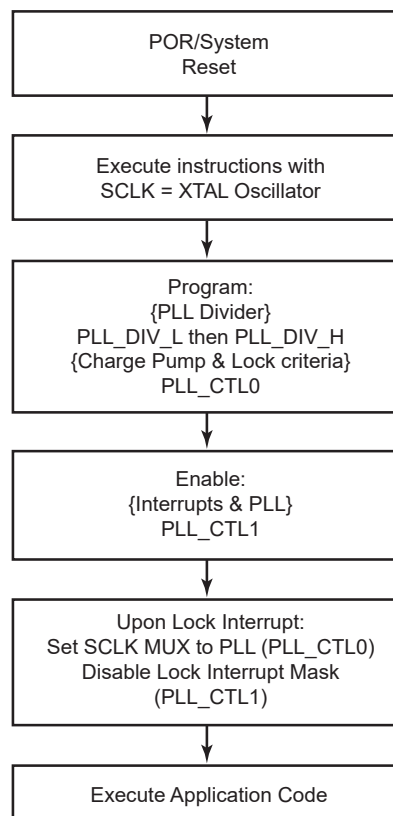 POR/System
Reset
Execute instructions with
SCLK = XTAL Oscillator
Program:
{PLL Divider}
PLL_DIV_L then PLL_DIV_H
{Charge Pump & Lock criteria}
PLL_CTL0
Enable:
{Interrupts & PLL}
PLL_CTL1
Upon Lock Interrupt:
Set SCLK MUX to PLL (PLL_CTL0)
Disable Lock Interrupt Mask
(PLL_CTL1)
Execute Application Code